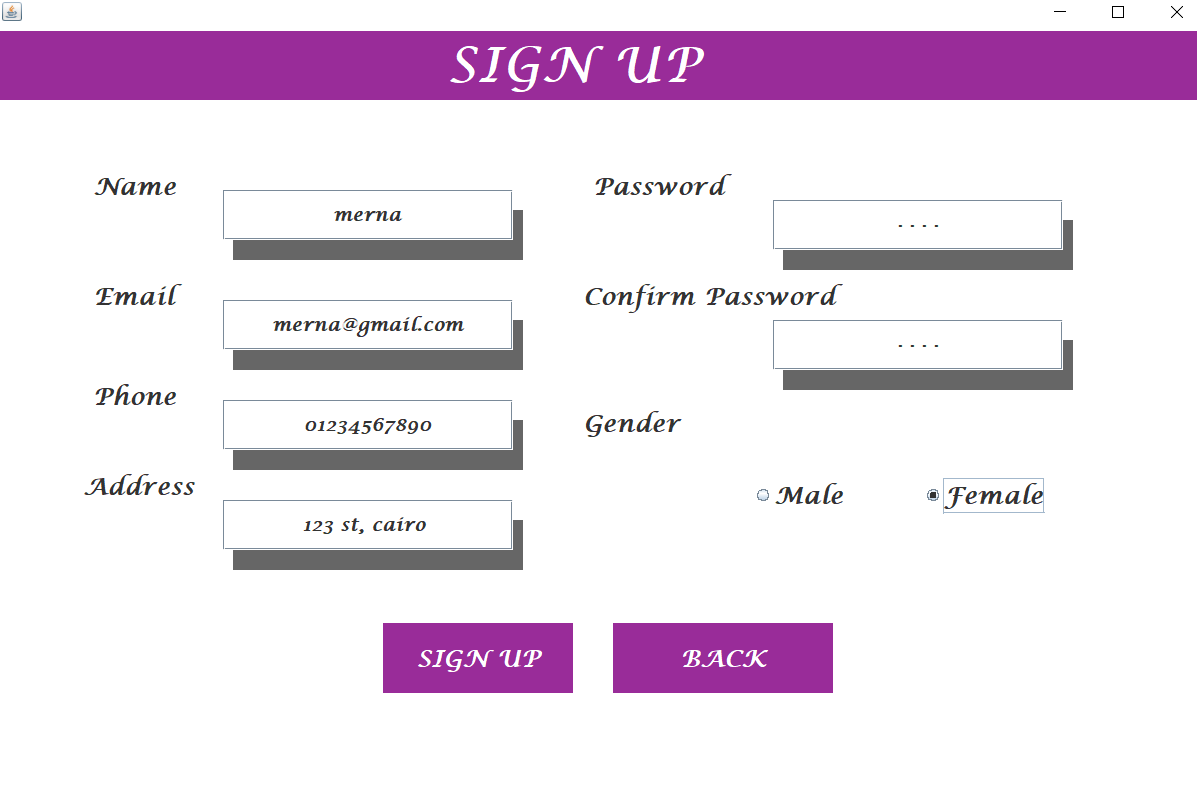 SIGN UP
Name
merna
Email
merna@gmail.com
Phone
01234567890
Address
123 st, cairo
Password
- - - -
Confirm Password
- - - -
Gender
Male
Female
SIGN UP
BACK